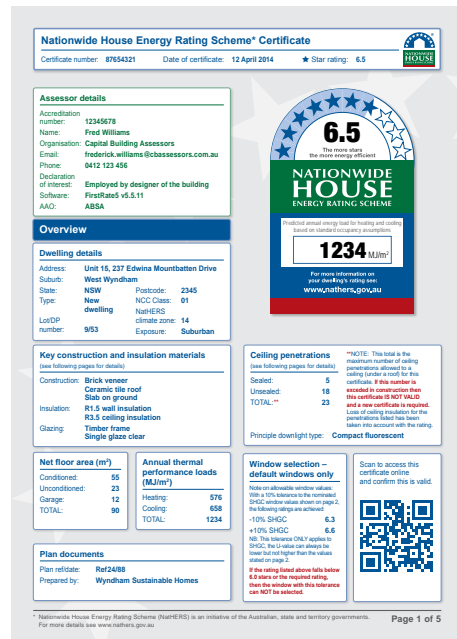 Nationwide House Energy Rating Scheme* Certificate
Certificate number: 87654321 Date of certificate: 12 April 2014 ★ Star rating: 6.5
NATIONWIDE
HOUSE
ENERGY RATING SCHEME
Assessor details
Accreditation
number: 12345678
Name: Fred Williams
Organisation: Capital Building Assessors
Email: frederick.williams@cbassessors.com.au
Phone: 0412 123 456
Declaration
of interest: Employed by designer of the building
Software: FirstRate5 v5.5.11
AAO: ABSA
6.5
The more stars
the more energy efficient
NATIONWIDE
HOUSE
ENERGY RATING SCHEME
Predicted annual energy load for heating and cooling
based on standard occupancy assumptions
1234 MJ/m²
For more information on
your dwelling's rating see:
www.nathers.gov.au
Overview
Dwelling details
Address: Unit 15, 237 Edwina Mountbatten Drive
Suburb: West Wyndham
State: NSW Postcode: 2345
Type: New dwelling NCC Class: 01
NatHERS
climate zone: 14
Lot/DP
number: 9/53 Exposure: Suburban
Key construction and insulation materials
(see following pages for details)
Construction: Brick veneer
Ceramic tile roof
Slab on ground
Insulation: R1.5 wall insulation
R3.5 ceiling insulation
Glazing: Timber frame
Single glaze clear
Ceiling penetrations
(see following pages for details)
Sealed: 5
Unsealed: 18
TOTAL:** 23
**NOTE: This total is the
maximum number of ceiling
penetrations allowed to a
ceiling (under a roof) for this
certificate. If this number is
exceeded in construction then
this certificate IS NOT VALID
and a new certificate is required.
Loss of ceiling insulation for the
penetrations listed has been
taken into account with the rating.
Principle downlight type: Compact fluorescent
Net floor area (m²)
Conditioned: 55
Unconditioned: 23
Garage: 12
TOTAL: 90
Annual thermal
performance loads
(MJ/m²)
Heating: 576
Cooling: 658
TOTAL: 1234
Window selection –
default windows only
Note on allowable window values:
With a 10% tolerance to the nominated
SHGC window values shown on page 2,
the following ratings are achieved:
-10% SHGC 6.3
+10% SHGC 6.6
NB: This tolerance ONLY applies to
SHGC, the U-value can always be
lower but not higher than the values
stated on page 2.
If the rating listed above falls below
6.0 stars or the required rating,
then the window with this tolerance
can NOT be selected.
Scan to access this
certificate online
and confirm this is valid.
Plan documents
Plan ref/date: Ref24/88
Prepared by: Wyndham Sustainable Homes
* Nationwide House Energy Rating Scheme (NatHERS) is an initiative of the Australian, state and territory governments.
For more details see www.nathers.gov.au
Page 1 of 5